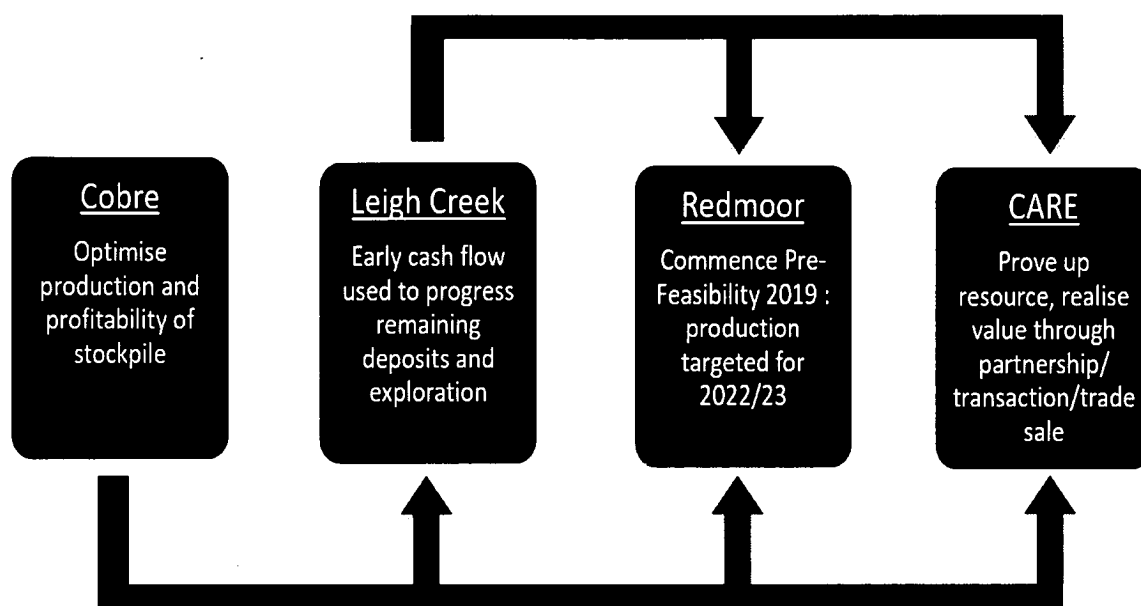 Cobre
Optimise
production and
profitability of
stockpile
Leigh Creek
Early cash flow
used to progress
remaining
deposits and
exploration
Redmoor
Commence Pre-
Feasibility 2019 :
production
targeted for
2022/23
CARE
Prove up
resource, realise
value through
partnership/
transaction/trade
sale